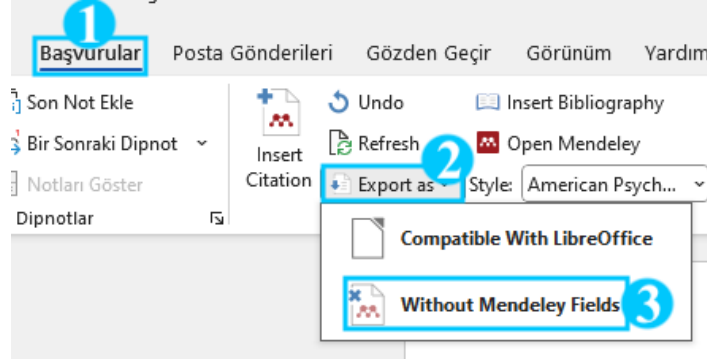 1
Başvurular Posta Gönderileri Gözden Geçir Görünüm Yardım
Son Not Ekle
Bir Sonraki Dipnot
Notları Göster
Dipnotlar
Insert
Citation
Undo
Refresh
2
Export as
Insert Bibliography
Open Mendeley
Style: American Psych...
Compatible With LibreOffice
Without Mendeley Fields 3